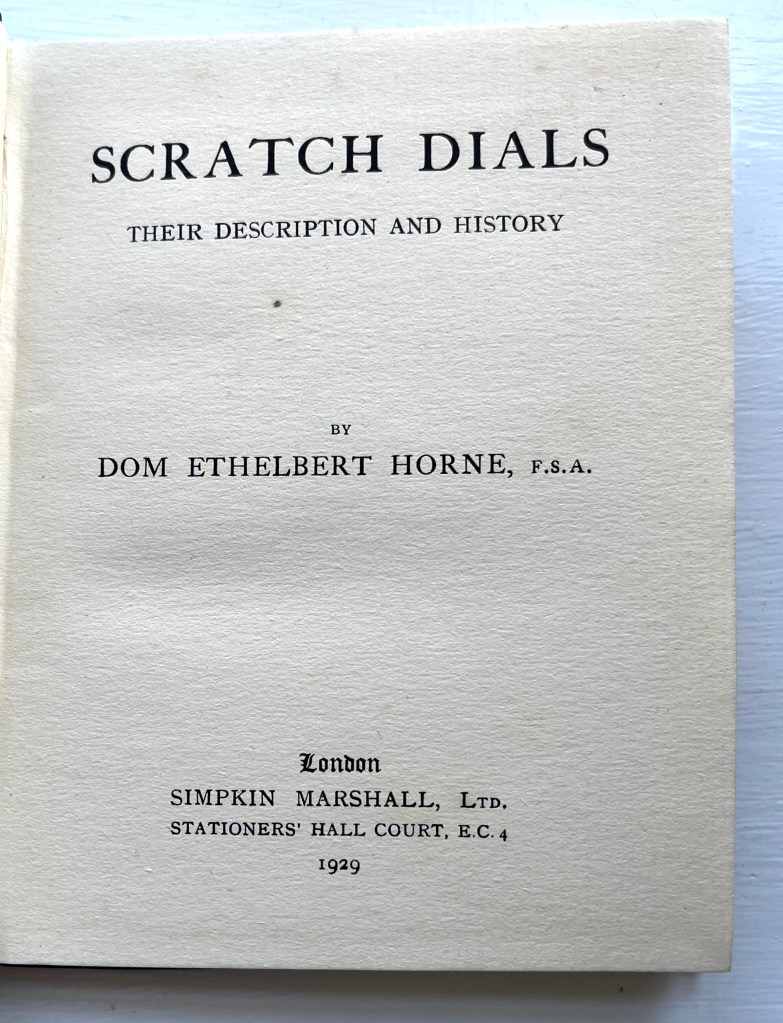 SCRATCH DIALS
THEIR DESCRIPTION AND HISTORY
BY
DOM ETHELBERT HORNE, F.S.A.
London
SIMPKIN MARSHALL, LTD.
STATIONERS' HALL COURT, E.C. 4
1929